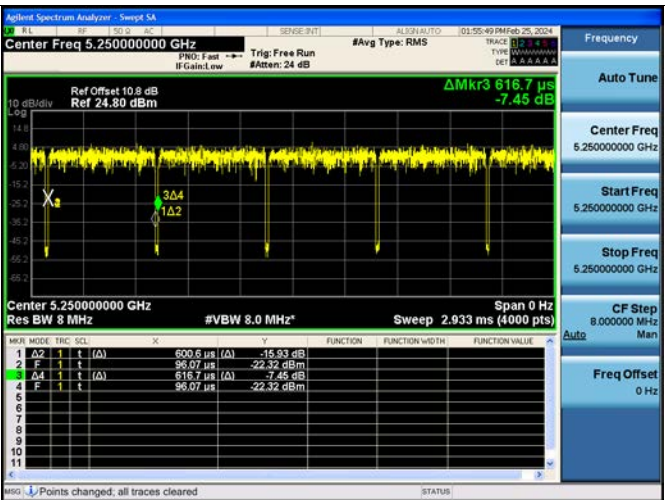 Agilent Spectrum Analyzer - Swept SA
RL RF 50 Ω AC SENSE:INT ALIGNAUTO 01:55:49 PM Feb 25, 2024
Center Freq 5.250000000 GHz #Avg Type: RMS TRACE 1 2 3 4 5 6
PNO: Fast Trig: Free Run TYPE
IFGain:Low #Atten: 24 dB DET A A A A A A
Ref Offset 10.8 dB
10 dB/div Ref 24.80 dBm
ΔMkr3 616.7 µs
-7.45 dB
Log
14.8
4.80
-5.20
-15.2
-25.2
-35.2
-45.2
-55.2
-65.2
3Δ4
1Δ2
Center 5.250000000 GHz Span 0 Hz
Res BW 8 MHz #VBW 8.0 MHz* Sweep 2.933 ms (4000 pts)
MKR MODE TRC SCL X Y FUNCTION FUNCTION WIDTH FUNCTION VALUE
1 Δ2 1 t (Δ) 600.6 µs (Δ) -15.93 dB
2 F 1 t 96.07 µs -22.32 dBm
3 Δ4 1 t (Δ) 616.7 µs (Δ) -7.45 dB
4 F 1 t 96.07 µs -22.32 dBm
5
6
7
8
9
10
11
MSG Points changed; all traces cleared STATUS
Frequency
Auto Tune
Center Freq
5.250000000 GHz
Start Freq
5.250000000 GHz
Stop Freq
5.250000000 GHz
CF Step
8.000000 MHz
Auto Man
Freq Offset
0 Hz